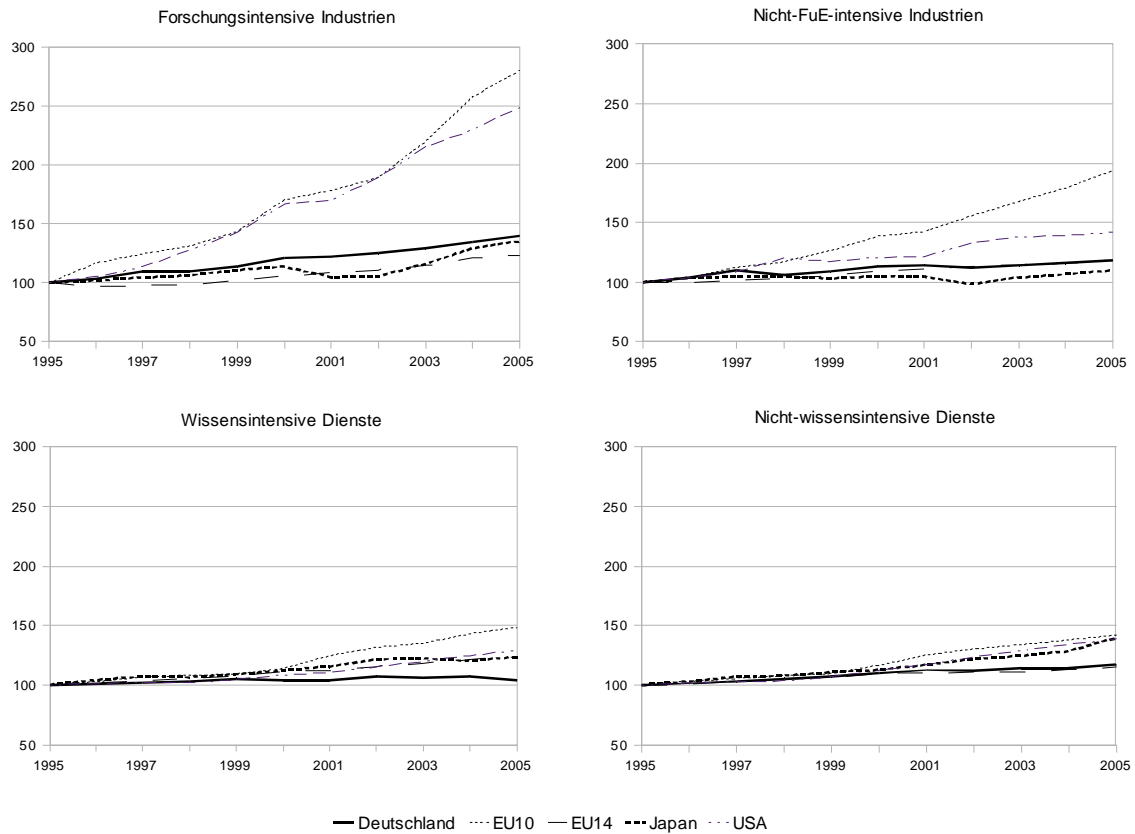 Forschungsintensive Industrien
300
250
200
150
100
50
1995 1997 1999 2001 2003 2005
Nicht-FuE-intensive Industrien
300
250
200
150
100
50
1995 1997 1999 2001 2003 2005
Wissensintensive Dienste
300
250
200
150
100
50
1995 1997 1999 2001 2003 2005
Nicht-wissensintensive Dienste
300
250
200
150
100
50
1995 1997 1999 2001 2003 2005
Deutschland EU10 EU14 Japan USA